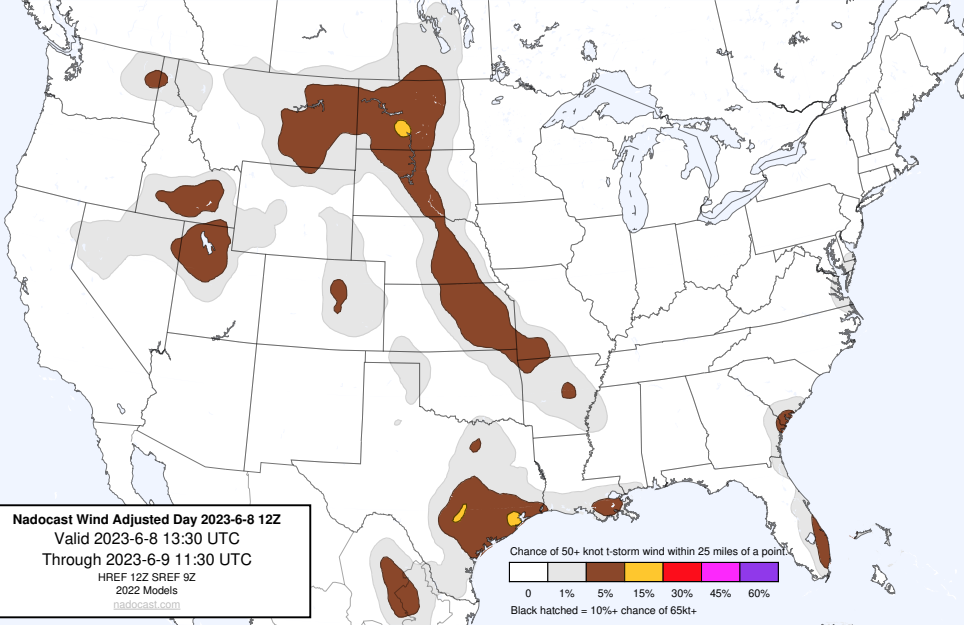 Nadocast Wind Adjusted Day 2023-6-8 12Z
Valid 2023-6-8 13:30 UTC
Through 2023-6-9 11:30 UTC
HREF 12Z SREF 9Z
2022 Models
nadocast.com
Chance of 50+ knot t-storm wind within 25 miles of a point.
0 1% 5% 15% 30% 45% 60%
Black hatched = 10%+ chance of 65kt+